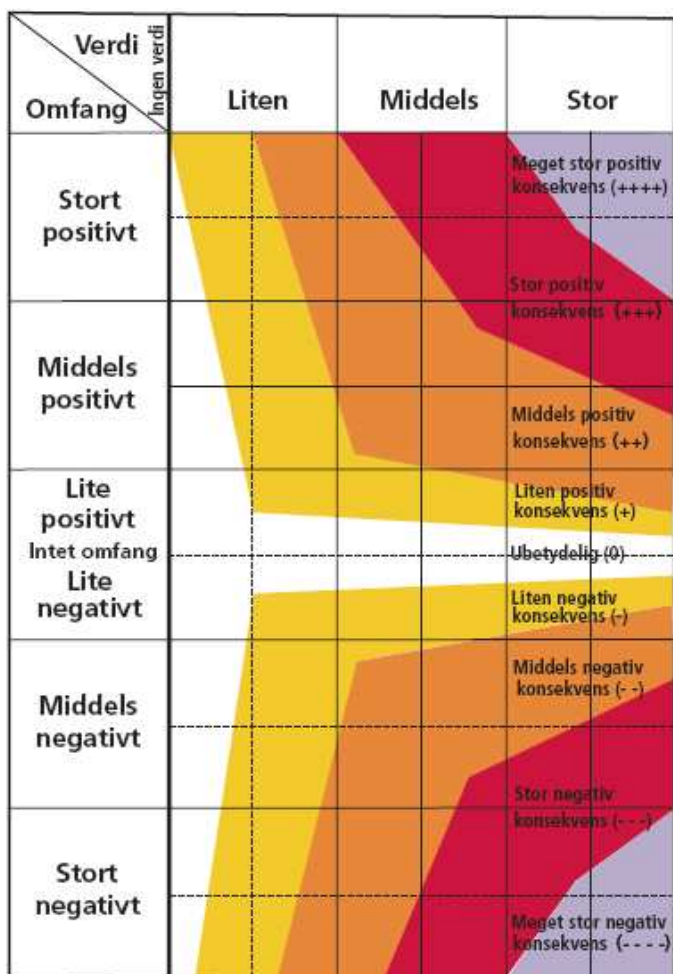 Verdi
Ingen verdi
Omfang
Liten
Middels
Stor
Stort
positivt
Meget stor positiv
konsekvens (++++)
Stor positiv
konsekvens (+++)
Middels
positivt
Middels positiv
konsekvens (++)
Lite
positivt
Liten positiv
konsekvens (+)
Intet omfang
Ubetydelig (0)
Lite
negativt
Liten negativ
konsekvens (-)
Middels
negativt
Middels negativ
konsekvens (- -)
Stor negativ
konsekvens (- - -)
Stort
negativt
Meget stor negativ
konsekvens (- - - -)